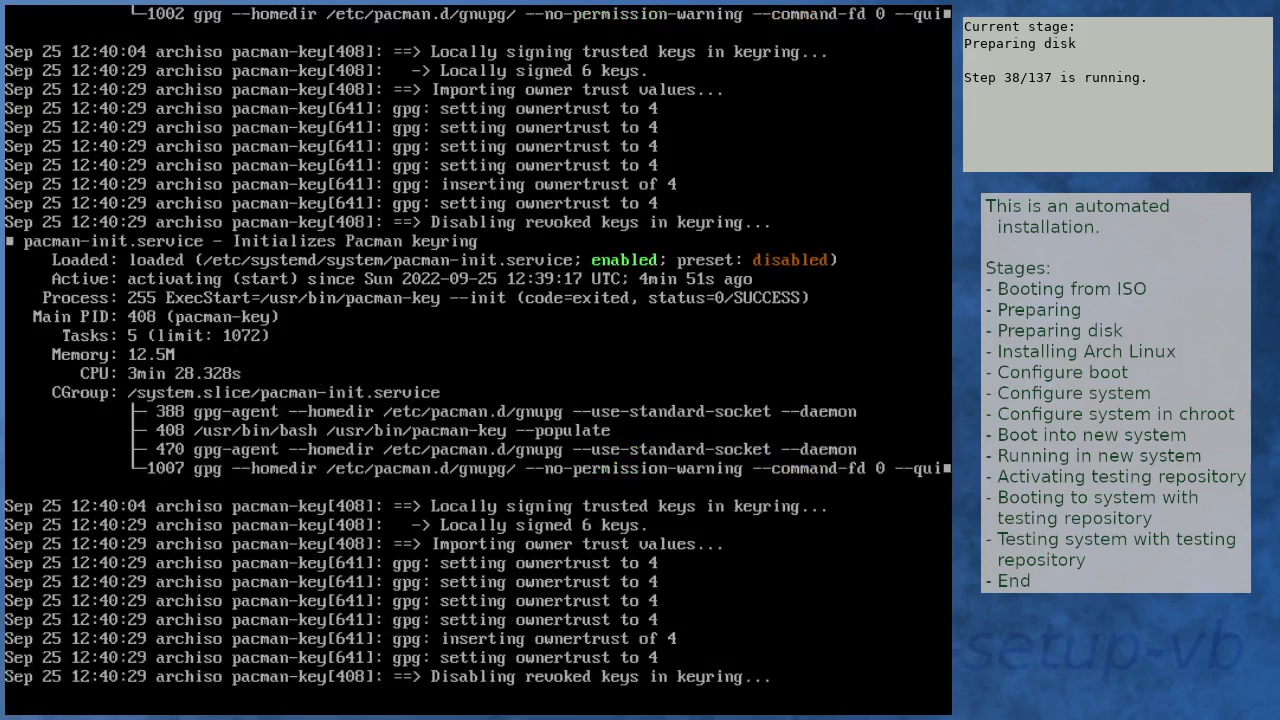 └─1002 gpg --homedir /etc/pacman.d/gnupg/ --no-permission-warning --command-fd 0 --qui
Sep 25 12:40:04 archiso pacman-key[408]: ==> Locally signing trusted keys in keyring...
Sep 25 12:40:29 archiso pacman-key[408]:   -> Locally signed 6 keys.
Sep 25 12:40:29 archiso pacman-key[408]: ==> Importing owner trust values...
Sep 25 12:40:29 archiso pacman-key[641]: gpg: setting ownertrust to 4
Sep 25 12:40:29 archiso pacman-key[641]: gpg: setting ownertrust to 4
Sep 25 12:40:29 archiso pacman-key[641]: gpg: setting ownertrust to 4
Sep 25 12:40:29 archiso pacman-key[641]: gpg: setting ownertrust to 4
Sep 25 12:40:29 archiso pacman-key[641]: gpg: inserting ownertrust of 4
Sep 25 12:40:29 archiso pacman-key[641]: gpg: setting ownertrust to 4
Sep 25 12:40:29 archiso pacman-key[408]: ==> Disabling revoked keys in keyring...
■ pacman-init.service - Initializes Pacman keyring
Loaded: loaded (/etc/systemd/system/pacman-init.service; enabled; preset: disabled)
Active: activating (start) since Sun 2022-09-25 12:39:17 UTC; 4min 51s ago
Process: 255 ExecStart=/usr/bin/pacman-key --init (code=exited, status=0/SUCCESS)
Main PID: 408 (pacman-key)
Tasks: 5 (limit: 1072)
Memory: 12.5M
CPU: 3min 28.328s
CGroup: /system.slice/pacman-init.service
├─ 388 gpg-agent --homedir /etc/pacman.d/gnupg --use-standard-socket --daemon
├─ 408 /usr/bin/bash /usr/bin/pacman-key --populate
├─ 470 gpg-agent --homedir /etc/pacman.d/gnupg --use-standard-socket --daemon
└─1007 gpg --homedir /etc/pacman.d/gnupg/ --no-permission-warning --command-fd 0 --qui
Sep 25 12:40:04 archiso pacman-key[408]: ==> Locally signing trusted keys in keyring...
Sep 25 12:40:29 archiso pacman-key[408]:   -> Locally signed 6 keys.
Sep 25 12:40:29 archiso pacman-key[408]: ==> Importing owner trust values...
Sep 25 12:40:29 archiso pacman-key[641]: gpg: setting ownertrust to 4
Sep 25 12:40:29 archiso pacman-key[641]: gpg: setting ownertrust to 4
Sep 25 12:40:29 archiso pacman-key[641]: gpg: setting ownertrust to 4
Sep 25 12:40:29 archiso pacman-key[641]: gpg: setting ownertrust to 4
Sep 25 12:40:29 archiso pacman-key[641]: gpg: inserting ownertrust of 4
Sep 25 12:40:29 archiso pacman-key[641]: gpg: setting ownertrust to 4
Sep 25 12:40:29 archiso pacman-key[408]: ==> Disabling revoked keys in keyring...
Current stage:
Preparing disk
Step 38/137 is running.
This is an automated
installation.
Stages:
- Booting from ISO
- Preparing
- Preparing disk
- Installing Arch Linux
- Configure boot
- Configure system
- Configure system in chroot
- Boot into new system
- Running in new system
- Activating testing repository
- Booting to system with
testing repository
- Testing system with testing
repository
- End
-setup-vb